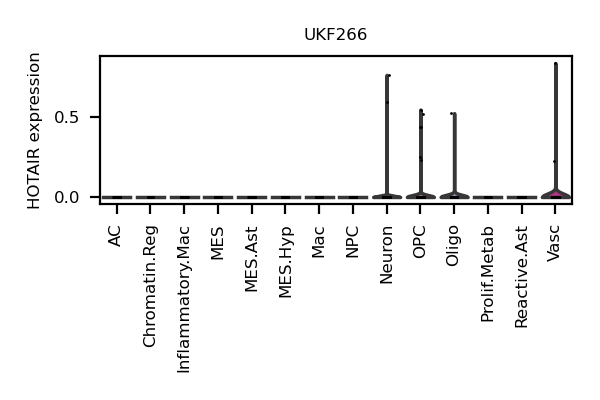 UKF266
HOTAIR expression
0.5
0.0
AC
Chromatin.Reg
Inflammatory.Mac
MES
MES.Ast
MES.Hyp
Mac
NPC
Neuron
OPC
Oligo
Prolif.Metab
Reactive.Ast
Vasc